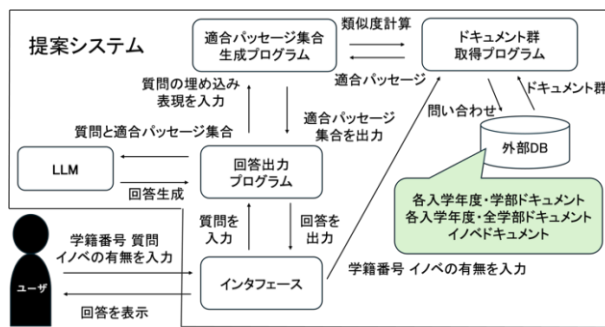 提案システム
適合パッセージ集合
生成プログラム
類似度計算
適合パッセージ
ドキュメント群
取得プログラム
質問の埋め込み
表現を入力
適合パッセージ
集合を出力
問い合わせ
ドキュメント群
外部DB
質問と適合パッセージ集合
LLM
回答生成
回答出力
プログラム
各入学年度・学部ドキュメント
各入学年度・全学部ドキュメント
イノベドキュメント
質問を
入力
回答を
出力
学籍番号 質問
イノベの有無を入力
インタフェース
学籍番号 イノベの有無を入力
ユーザ
回答を表示